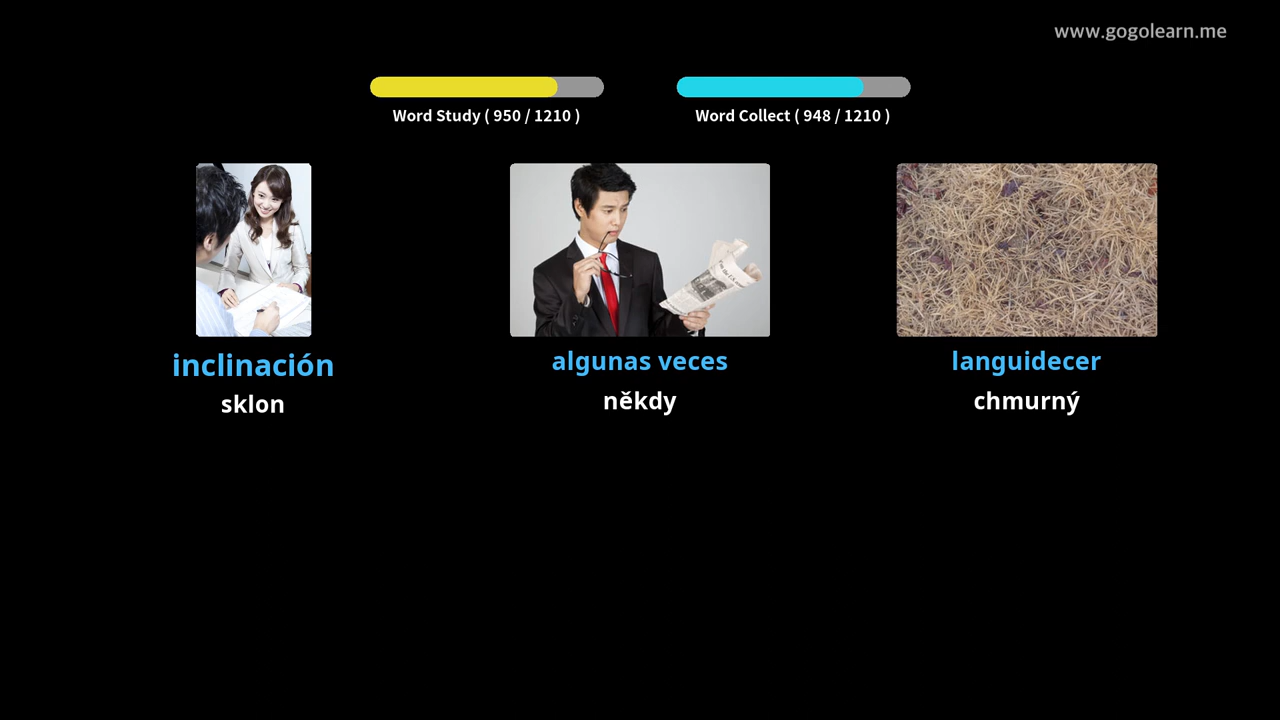 www.gogolearn.me
Word Study ( 950 / 1210 )
Word Collect ( 948 / 1210 )
inclinación
sklon
algunas veces
někdy
languidecer
chmurný